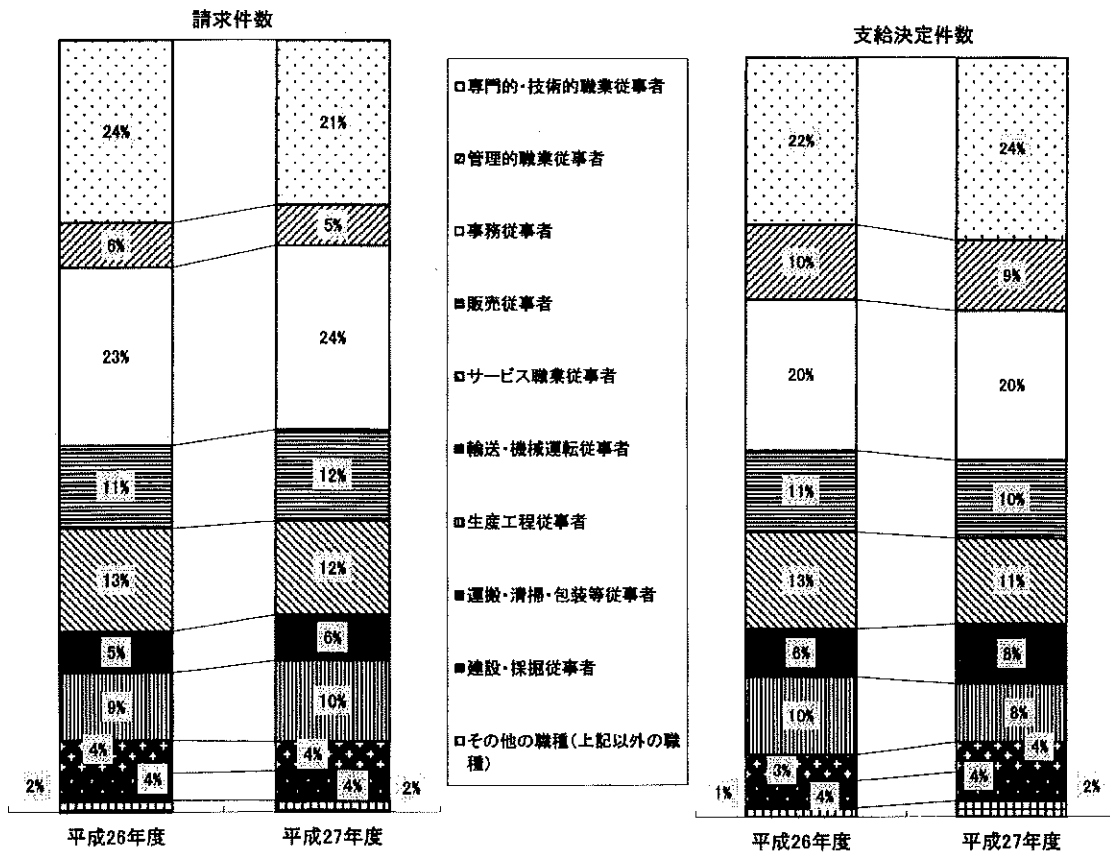 請求件数
24%
21%
6%
5%
23%
24%
11%
12%
13%
12%
5%
6%
9%
10%
4%
4%
4%
4%
2%
2%
平成26年度
平成27年度
専門的・技術的職業従事者
管理的職業従事者
事務従事者
販売従事者
サービス職業従事者
輸送・機械運転従事者
生産工程従事者
運搬・清掃・包装等従事者
建設・採掘従事者
その他の職種(上記以外の職
種)
支給決定件数
22%
24%
10%
9%
20%
20%
11%
10%
13%
11%
6%
8%
10%
8%
3%
4%
4%
4%
1%
2%
平成26年度
平成27年度